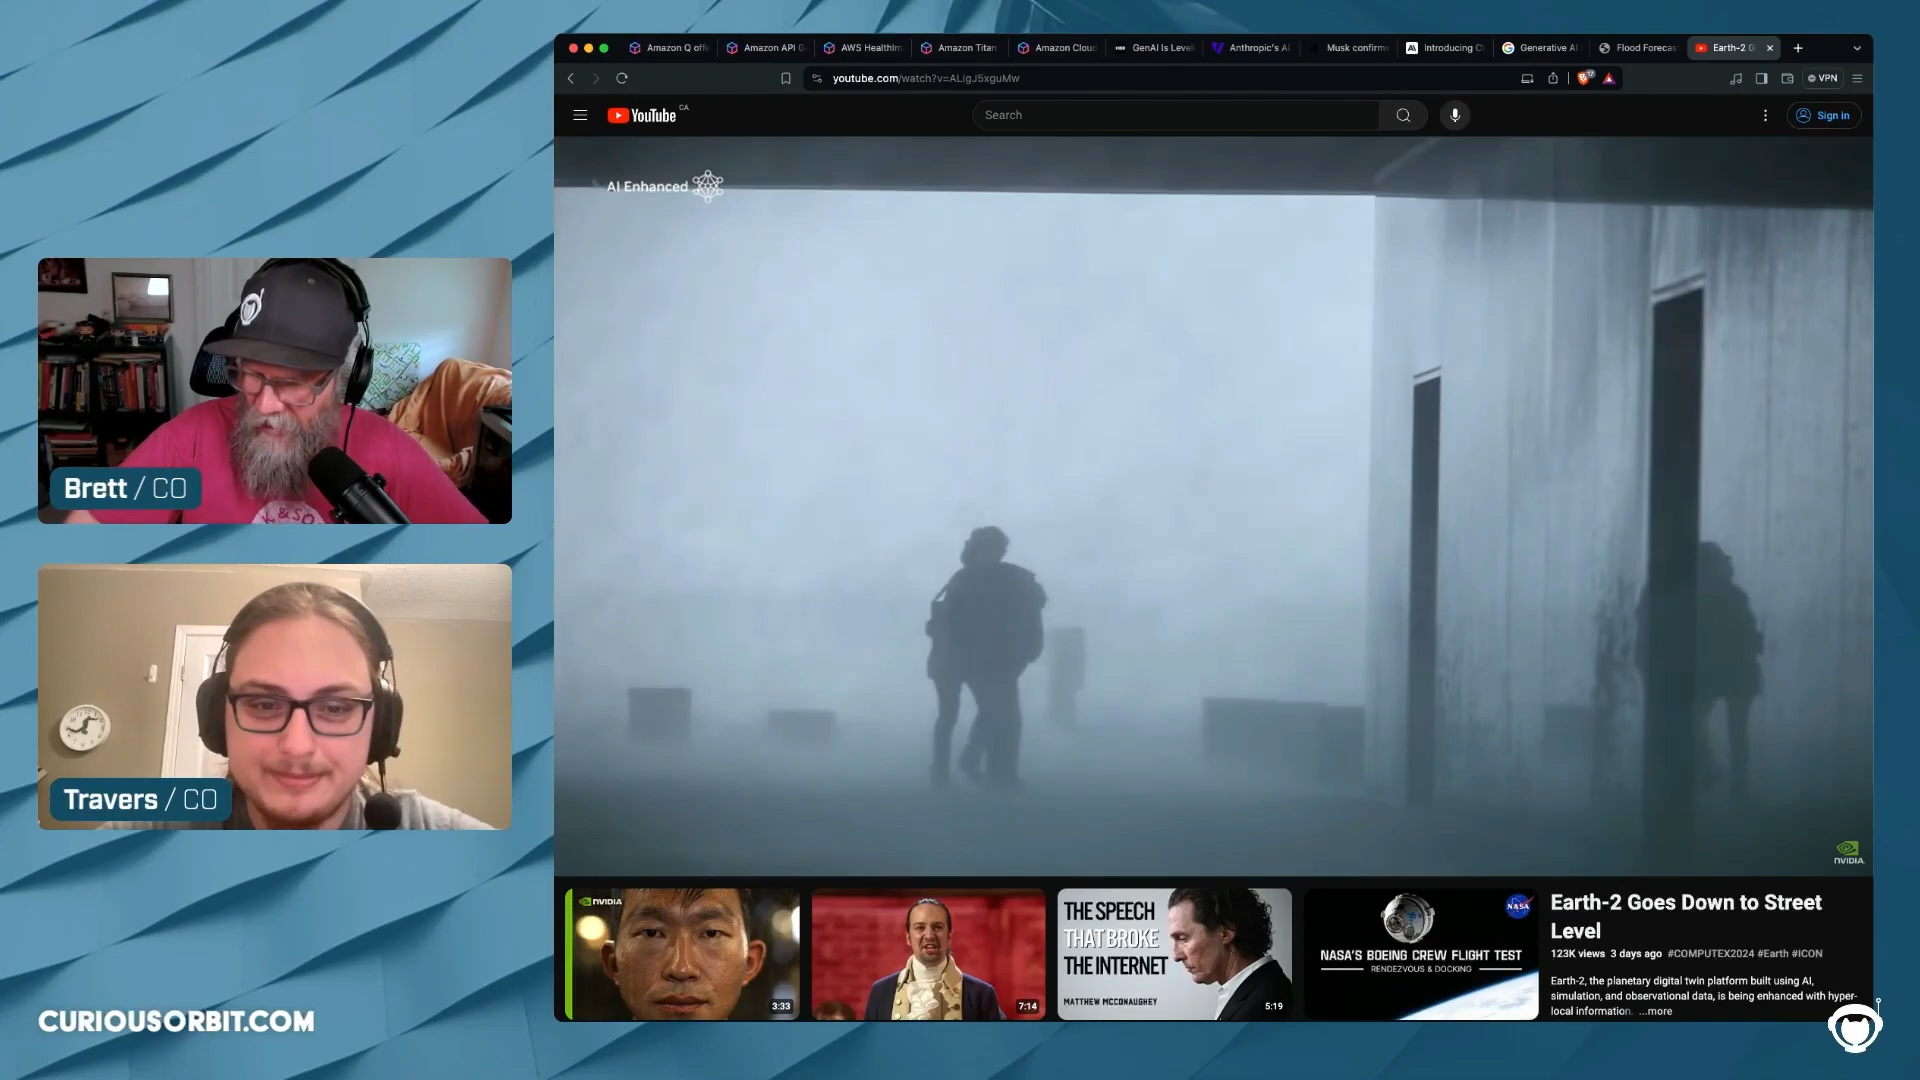 Amazon Q off
Amazon API G
AWS HealthIm
Amazon Titan
Amazon Cloud
GenAI Is Level
Anthropic's AI
Musk confirm
Introducing Cl
Generative AI
Flood Forecas
Earth-2 G
youtube.com/watch?v=ALigJ5xguMw
VPN
YouTube CA
Search
Sign in
AI Enhanced
Brett / CO
Travers / CO
NVIDIA
NVIDIA
3:33
7:14
THE SPEECH
THAT BROKE
THE INTERNET
MATTHEW MCCONAUGHEY
5:19
NASA
NASA'S BOEING CREW FLIGHT TEST
RENDEZVOUS & DOCKING
Earth-2 Goes Down to Street
Level
123K views 3 days ago #COMPUTEX2024 #Earth #ICON
Earth-2, the planetary digital twin platform built using AI,
simulation, and observational data, is being enhanced with hyper-
local information. ...more
CURIOUSORBIT.COM